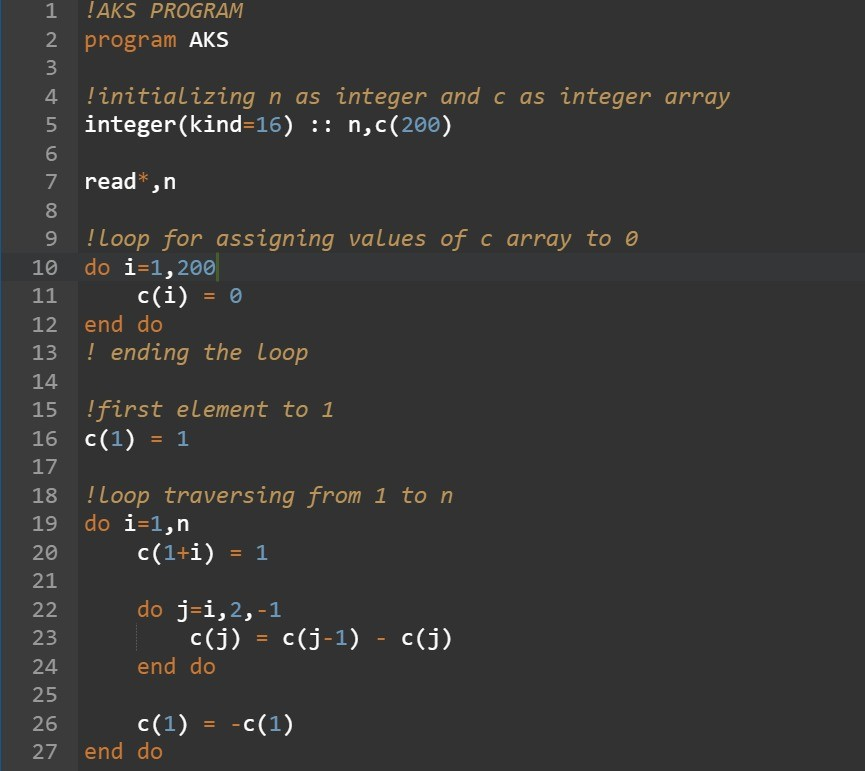 1 !AKS PROGRAM
2 program AKS
3
4 !initializing n as integer and c as integer array
5 integer(kind=16) :: n,c(200)
6
7 read*,n
8
9 !loop for assigning values of c array to 0
10 do i=1,200
11     c(i) = 0
12 end do
13 ! ending the loop
14
15 !first element to 1
16 c(1) = 1
17
18 !loop traversing from 1 to n
19 do i=1,n
20     c(1+i) = 1
21
22     do j=i,2,-1
23         c(j) = c(j-1) - c(j)
24     end do
25
26     c(1) = -c(1)
27 end do